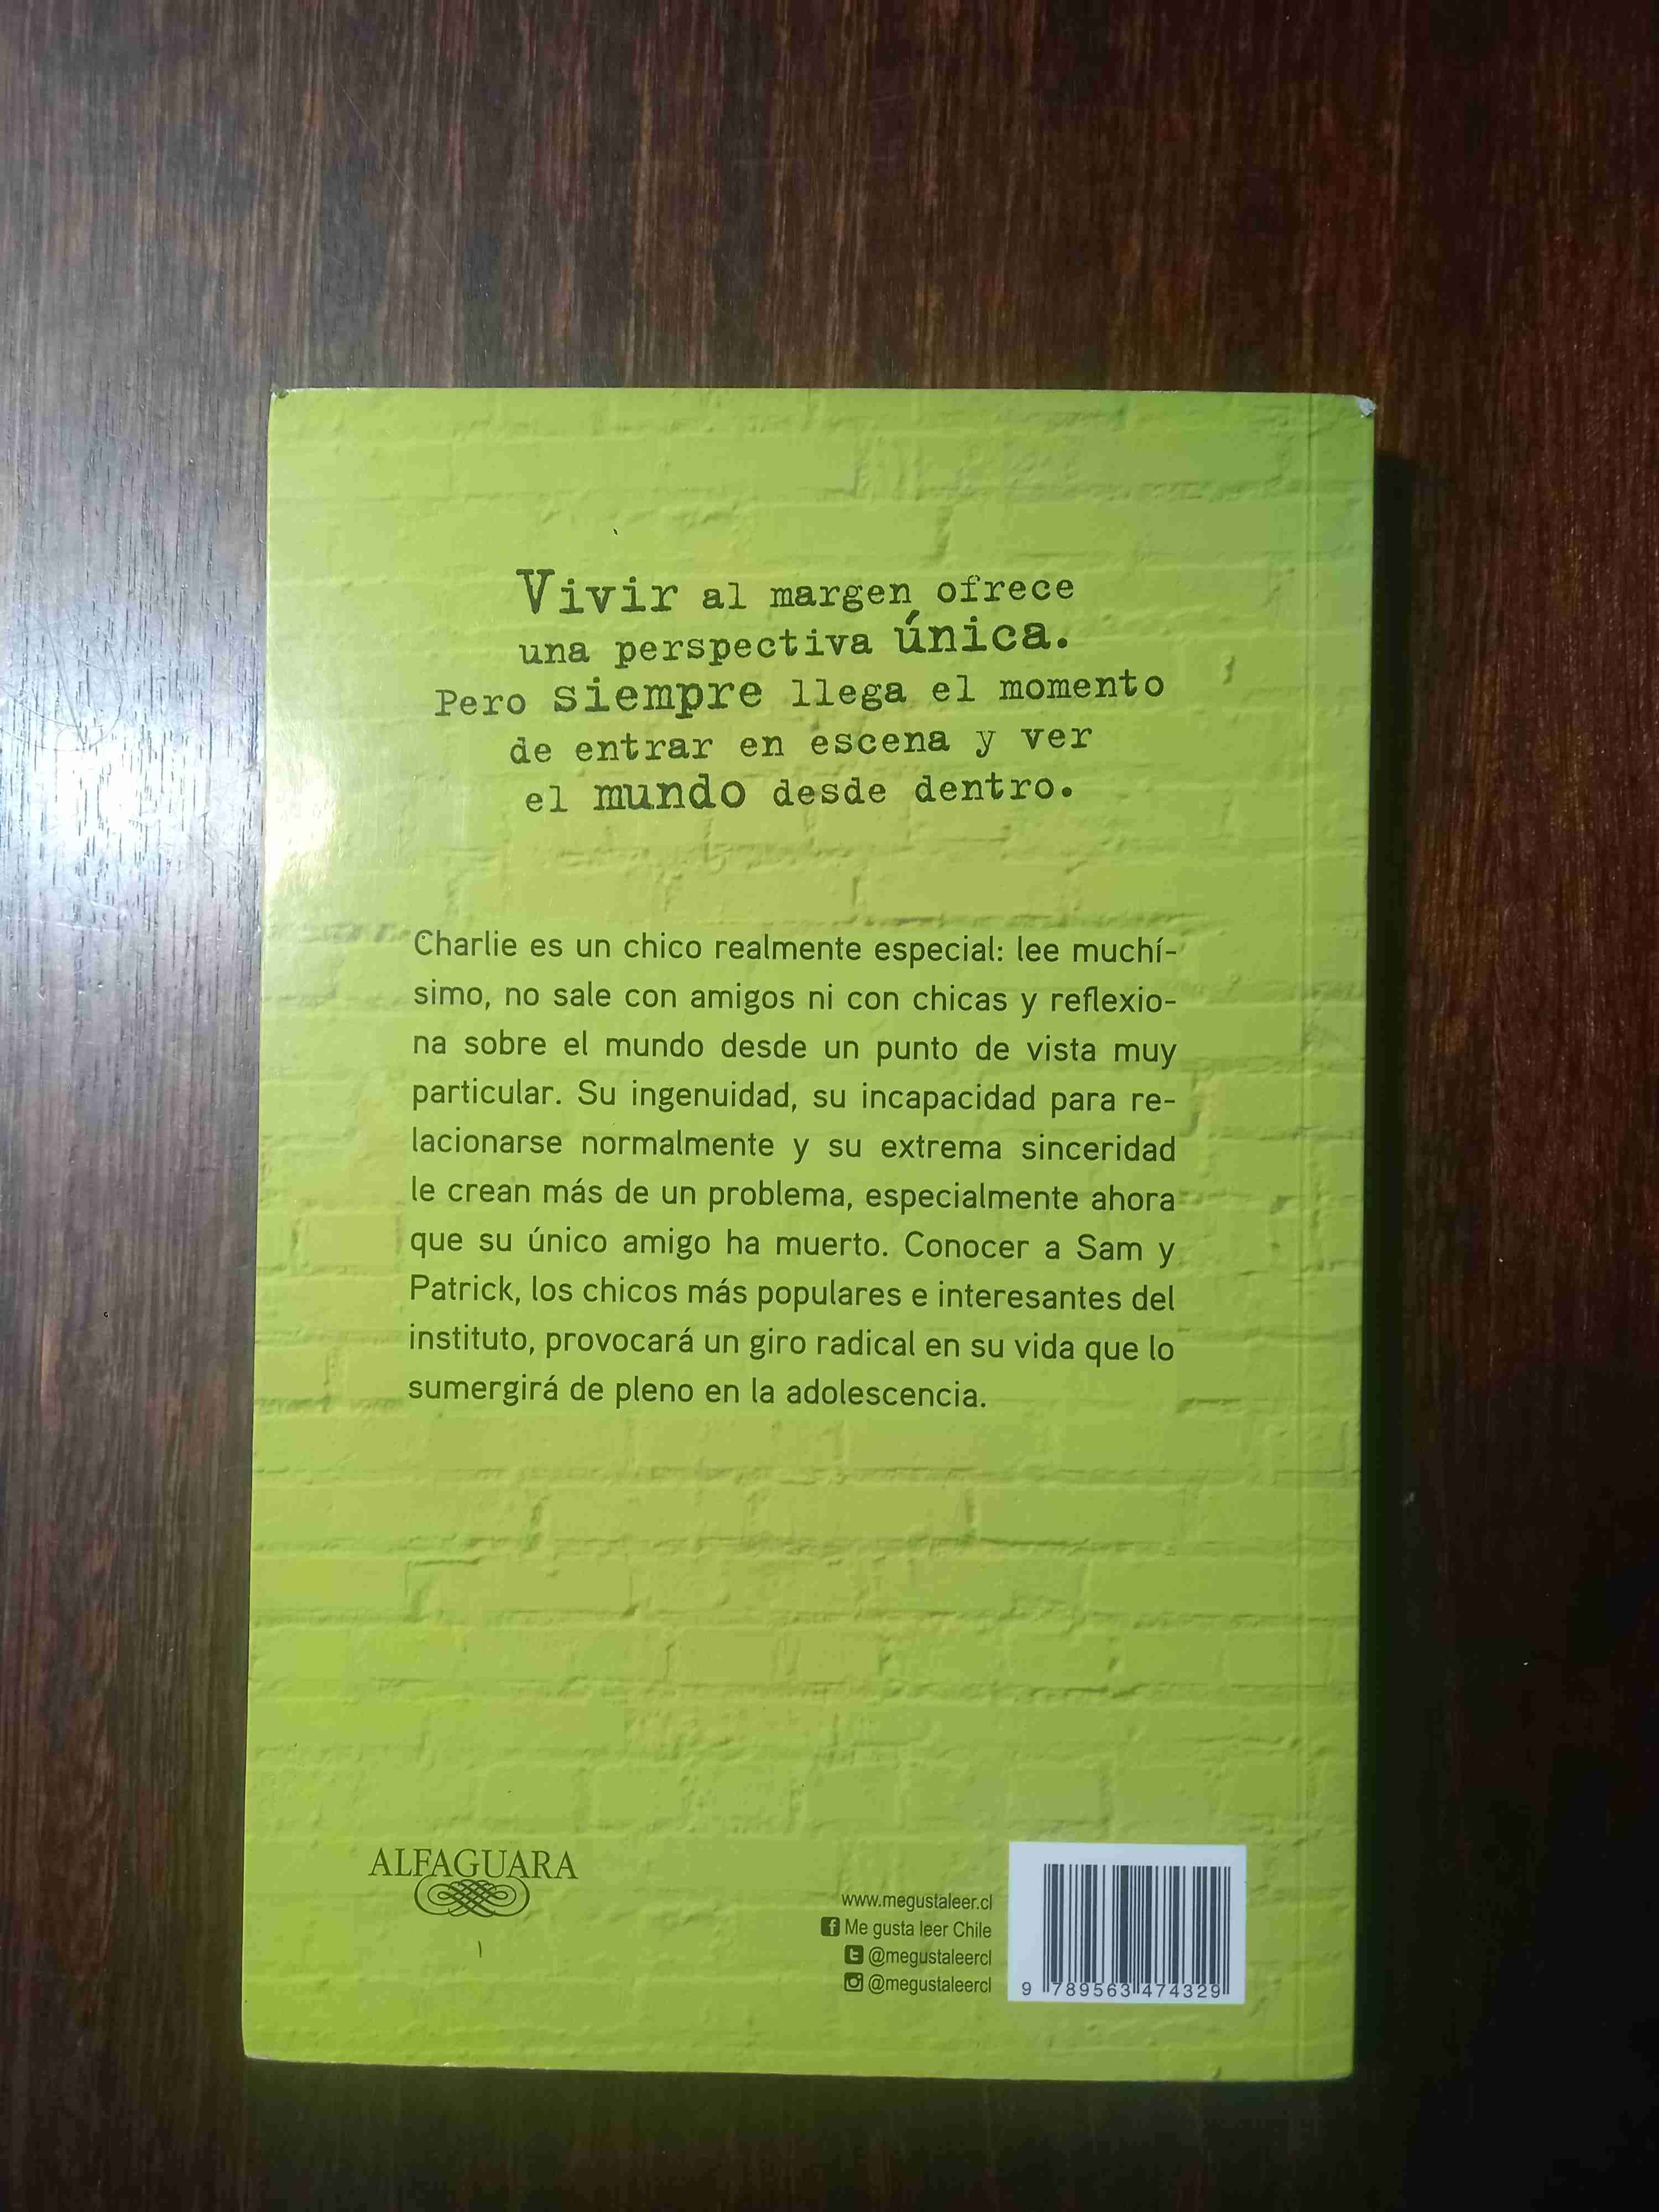 Vivir al margen ofrece
una perspectiva única.
Pero siempre llega el momento
de entrar en escena y ver
el mundo desde dentro.
Charlie es un chico realmente especial: lee muchí-
simo, no sale con amigos ni con chicas y reflexio-
na sobre el mundo desde un punto de vista muy
particular. Su ingenuidad, su incapacidad para re-
lacionarse normalmente y su extrema sinceridad
le crean más de un problema, especialmente ahora
que su único amigo ha muerto. Conocer a Sam y
Patrick, los chicos más populares e interesantes del
instituto, provocará un giro radical en su vida que lo
sumergirá de pleno en la adolescencia.
ALFAGUARA
www.megustaleer.cl
Me gusta leer Chile
@megustaleercl
@megustaleercl
9 789563 474329